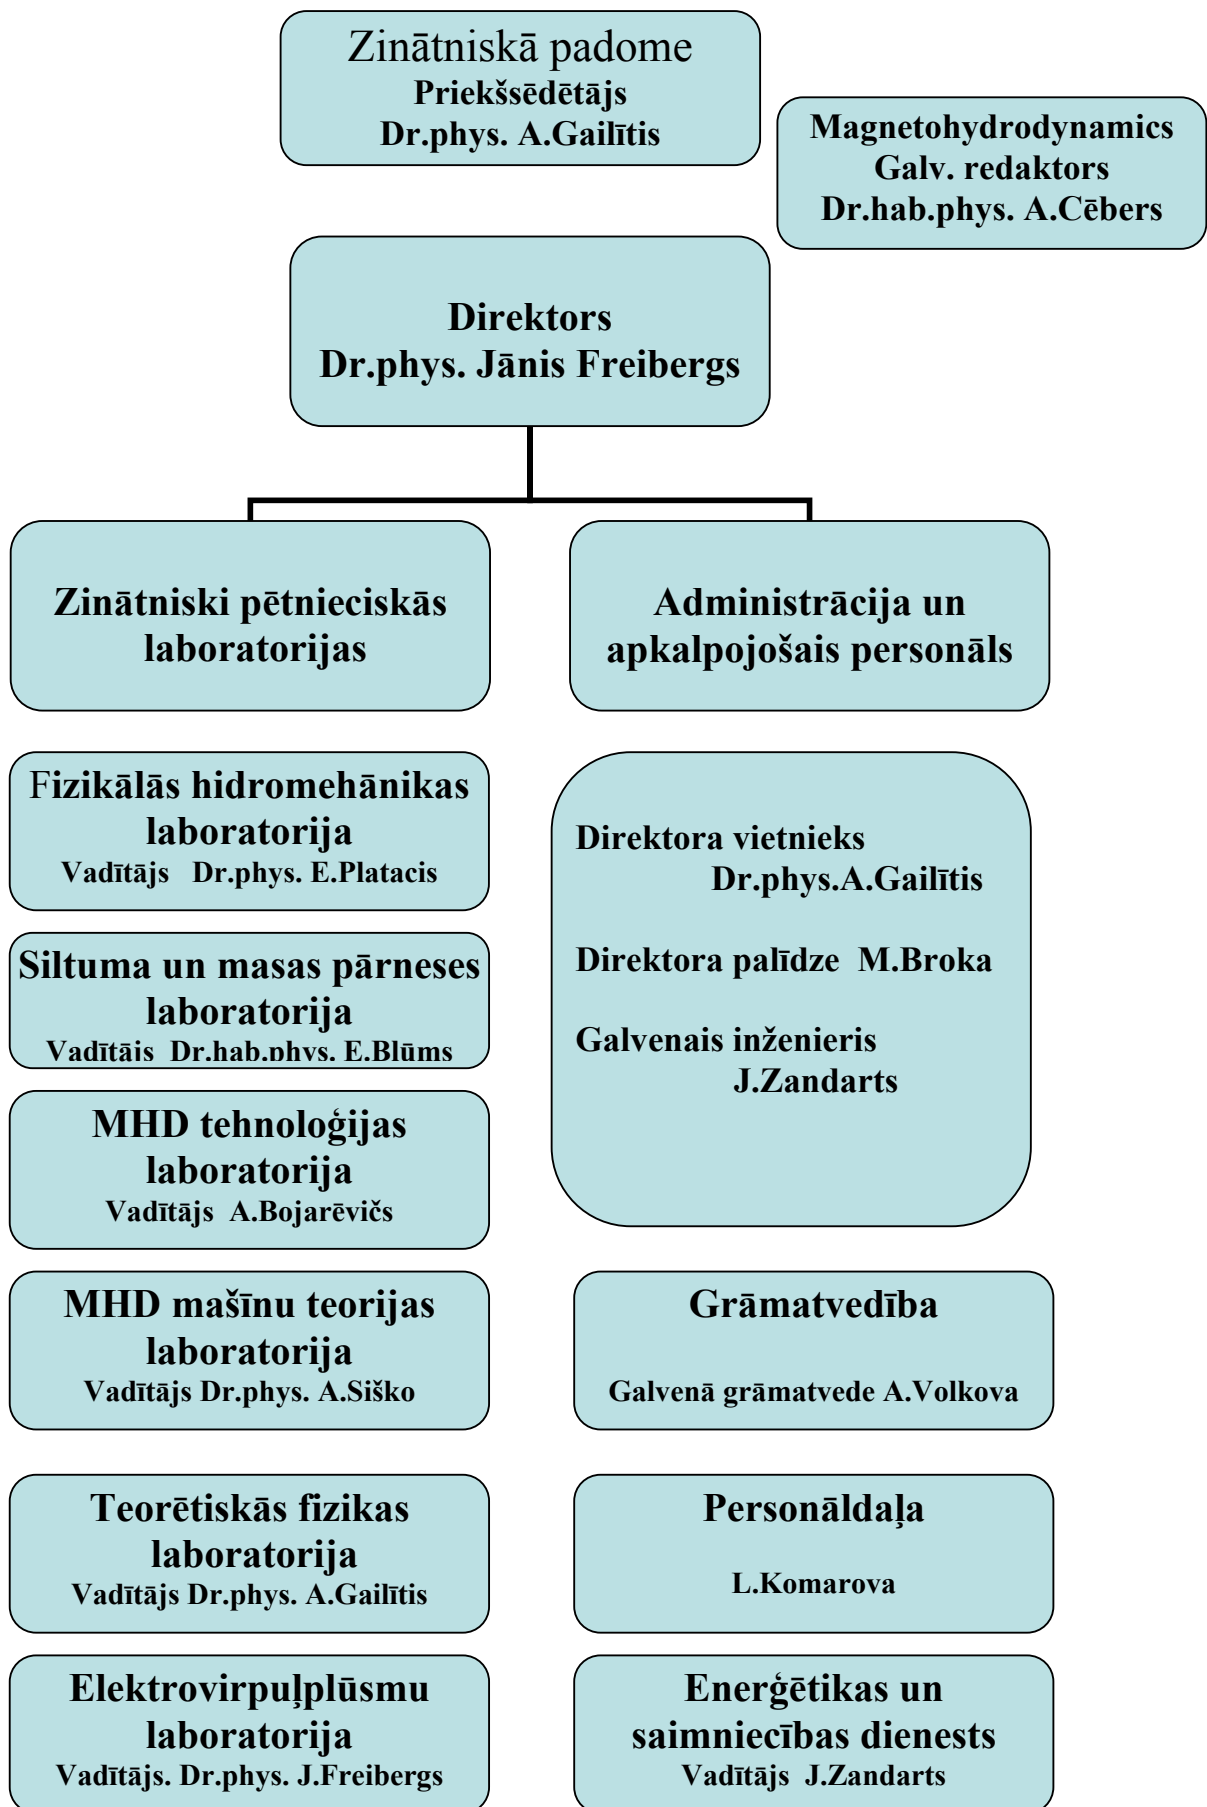 Zinātniskā padome
Priekšsēdētājs
Dr.phys. A.Gailītis
Magnetohydrodynamics
Galv. redaktors
Dr.hab.phys. A.Cēbers
Direktors
Dr.phys. Jānis Freibergs
Zinātniski pētnieciskās
laboratorijas
Administrācija un
apkalpojošais personāls
Fizikālās hidromehānikas
laboratorija
Vadītājs Dr.phys. E.Platacis
Siltuma un masas pārneses
laboratorija
Vadītājs Dr.hab.phys. E.Blūms
MHD tehnoloģijas
laboratorija
Vadītājs A.Bojarēvičs
MHD mašīnu teorijas
laboratorija
Vadītājs Dr.phys. A.Siško
Teorētiskās fizikas
laboratorija
Vadītājs Dr.phys. A.Gailītis
Elektrovirpuļplūsmu
laboratorija
Vadītājs. Dr.phys. J.Freibergs
Direktora vietnieks
Dr.phys.A.Gailītis
Direktora palīdze M.Broka
Galvenais inženieris
J.Zandarts
Grāmatvedība
Galvenā grāmatvede A.Volkova
Personāldaļa
L.Komarova
Enerģētikas un
saimniecības dienests
Vadītājs J.Zandarts